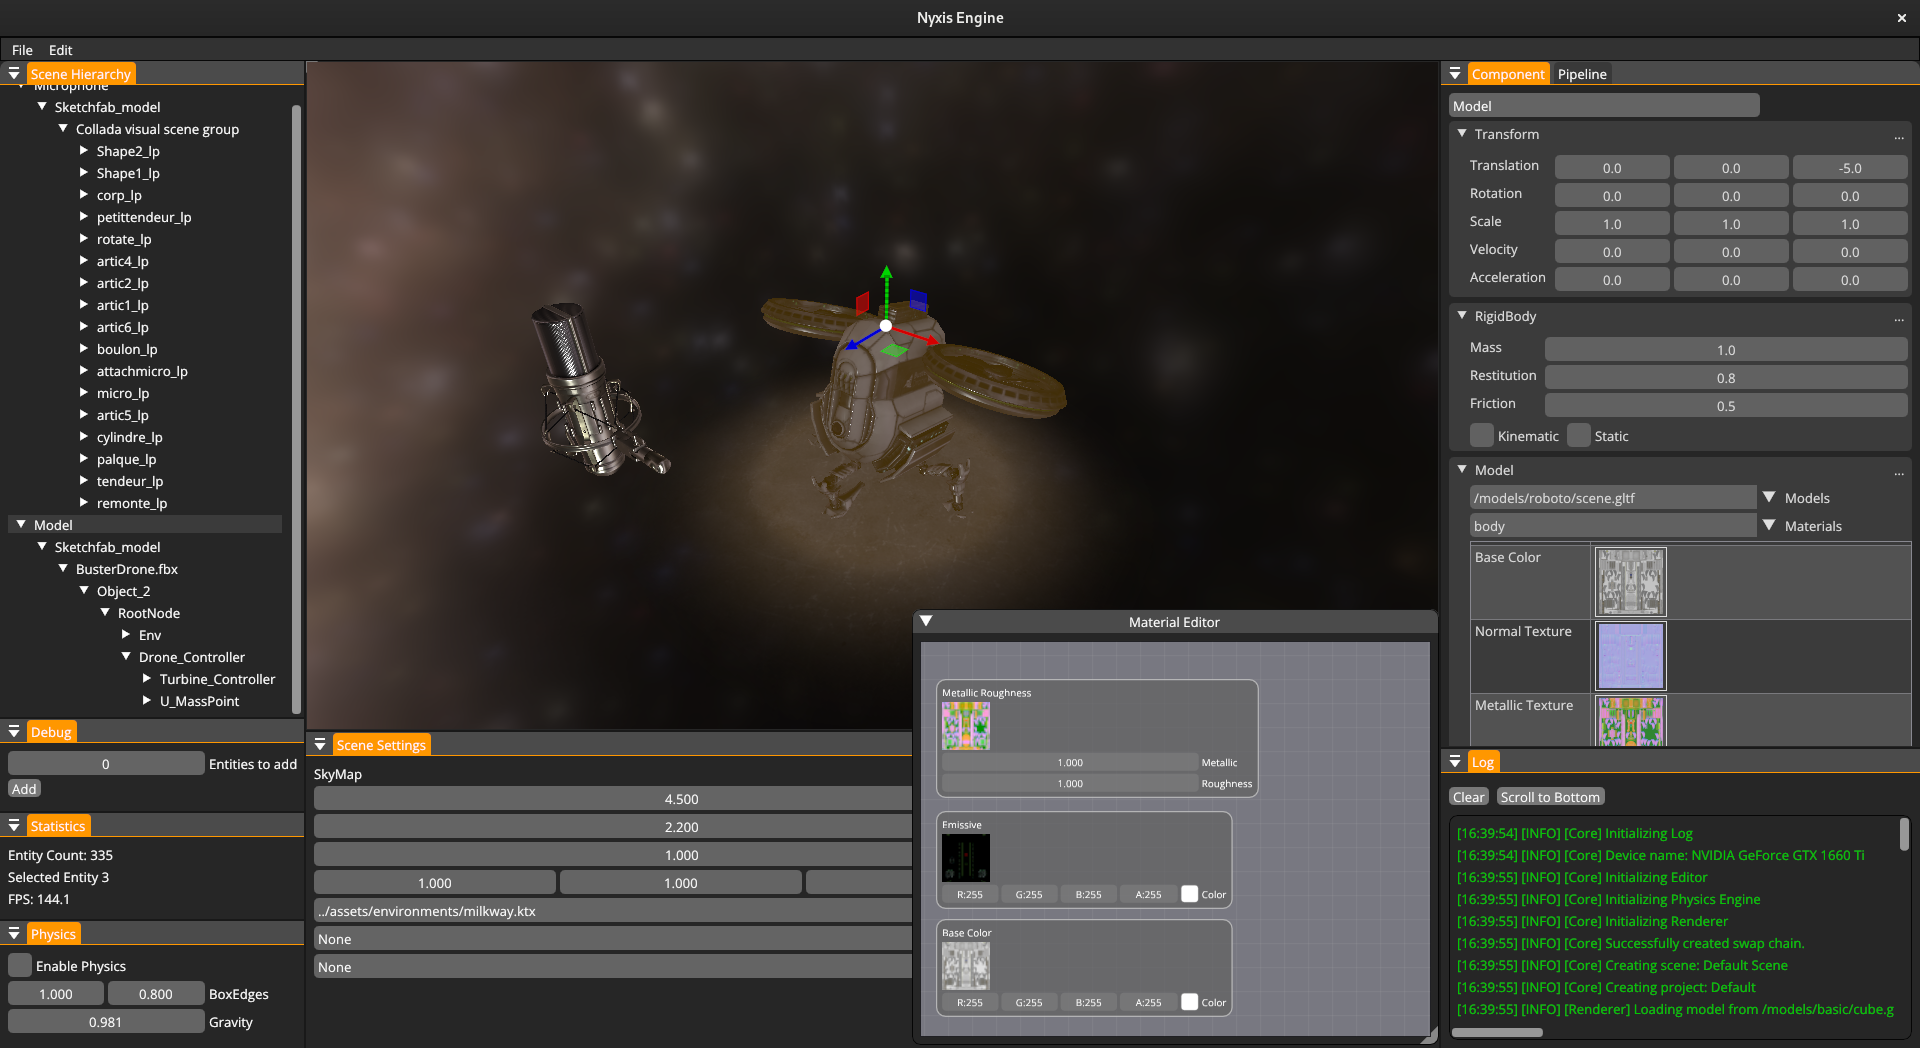 Nyxis Engine
File Edit
Scene Hierarchy
Microphone
Sketchfab_model
Collada visual scene group
Shape2_lp
Shape1_lp
corp_lp
petittendeur_lp
rotate_lp
artic4_lp
artic2_lp
artic1_lp
artic6_lp
boulon_lp
attachmicro_lp
micro_lp
artic5_lp
cylindre_lp
palque_lp
tendeur_lp
remonte_lp
Model
Sketchfab_model
BusterDrone.fbx
Object_2
RootNode
Env
Drone_Controller
Turbine_Controller
U_MassPoint
Debug
0 Entities to add
Add
Statistics
Entity Count: 335
Selected Entity 3
FPS: 144.1
Physics
Enable Physics
1.000 0.800 BoxEdges
0.981 Gravity
Scene Settings
SkyMap
4.500
2.200
1.000
1.000 1.000
../assets/environments/milkway.ktx
None
None
Material Editor
Metallic Roughness
1.000 Metallic
1.000 Roughness
Emissive
R:255 G:255 B:255 A:255 Color
Base Color
R:255 G:255 B:255 A:255 Color
Component Pipeline
Model
Transform ...
Translation 0.0 0.0 -5.0
Rotation 0.0 0.0 0.0
Scale 1.0 1.0 1.0
Velocity 0.0 0.0 0.0
Acceleration 0.0 0.0 0.0
RigidBody ...
Mass 1.0
Restitution 0.8
Friction 0.5
Kinematic Static
Model ...
/models/roboto/scene.gltf Models
body Materials
Base Color
Normal Texture
Metallic Texture
Log
Clear Scroll to Bottom
[16:39:54] [INFO] [Core] Initializing Log
[16:39:54] [INFO] [Core] Device name: NVIDIA GeForce GTX 1660 Ti
[16:39:55] [INFO] [Core] Initializing Editor
[16:39:55] [INFO] [Core] Initializing Physics Engine
[16:39:55] [INFO] [Core] Initializing Renderer
[16:39:55] [INFO] [Core] Successfully created swap chain.
[16:39:55] [INFO] [Core] Creating scene: Default Scene
[16:39:55] [INFO] [Core] Creating project: Default
[16:39:55] [INFO] [Renderer] Loading model from /models/basic/cube.g